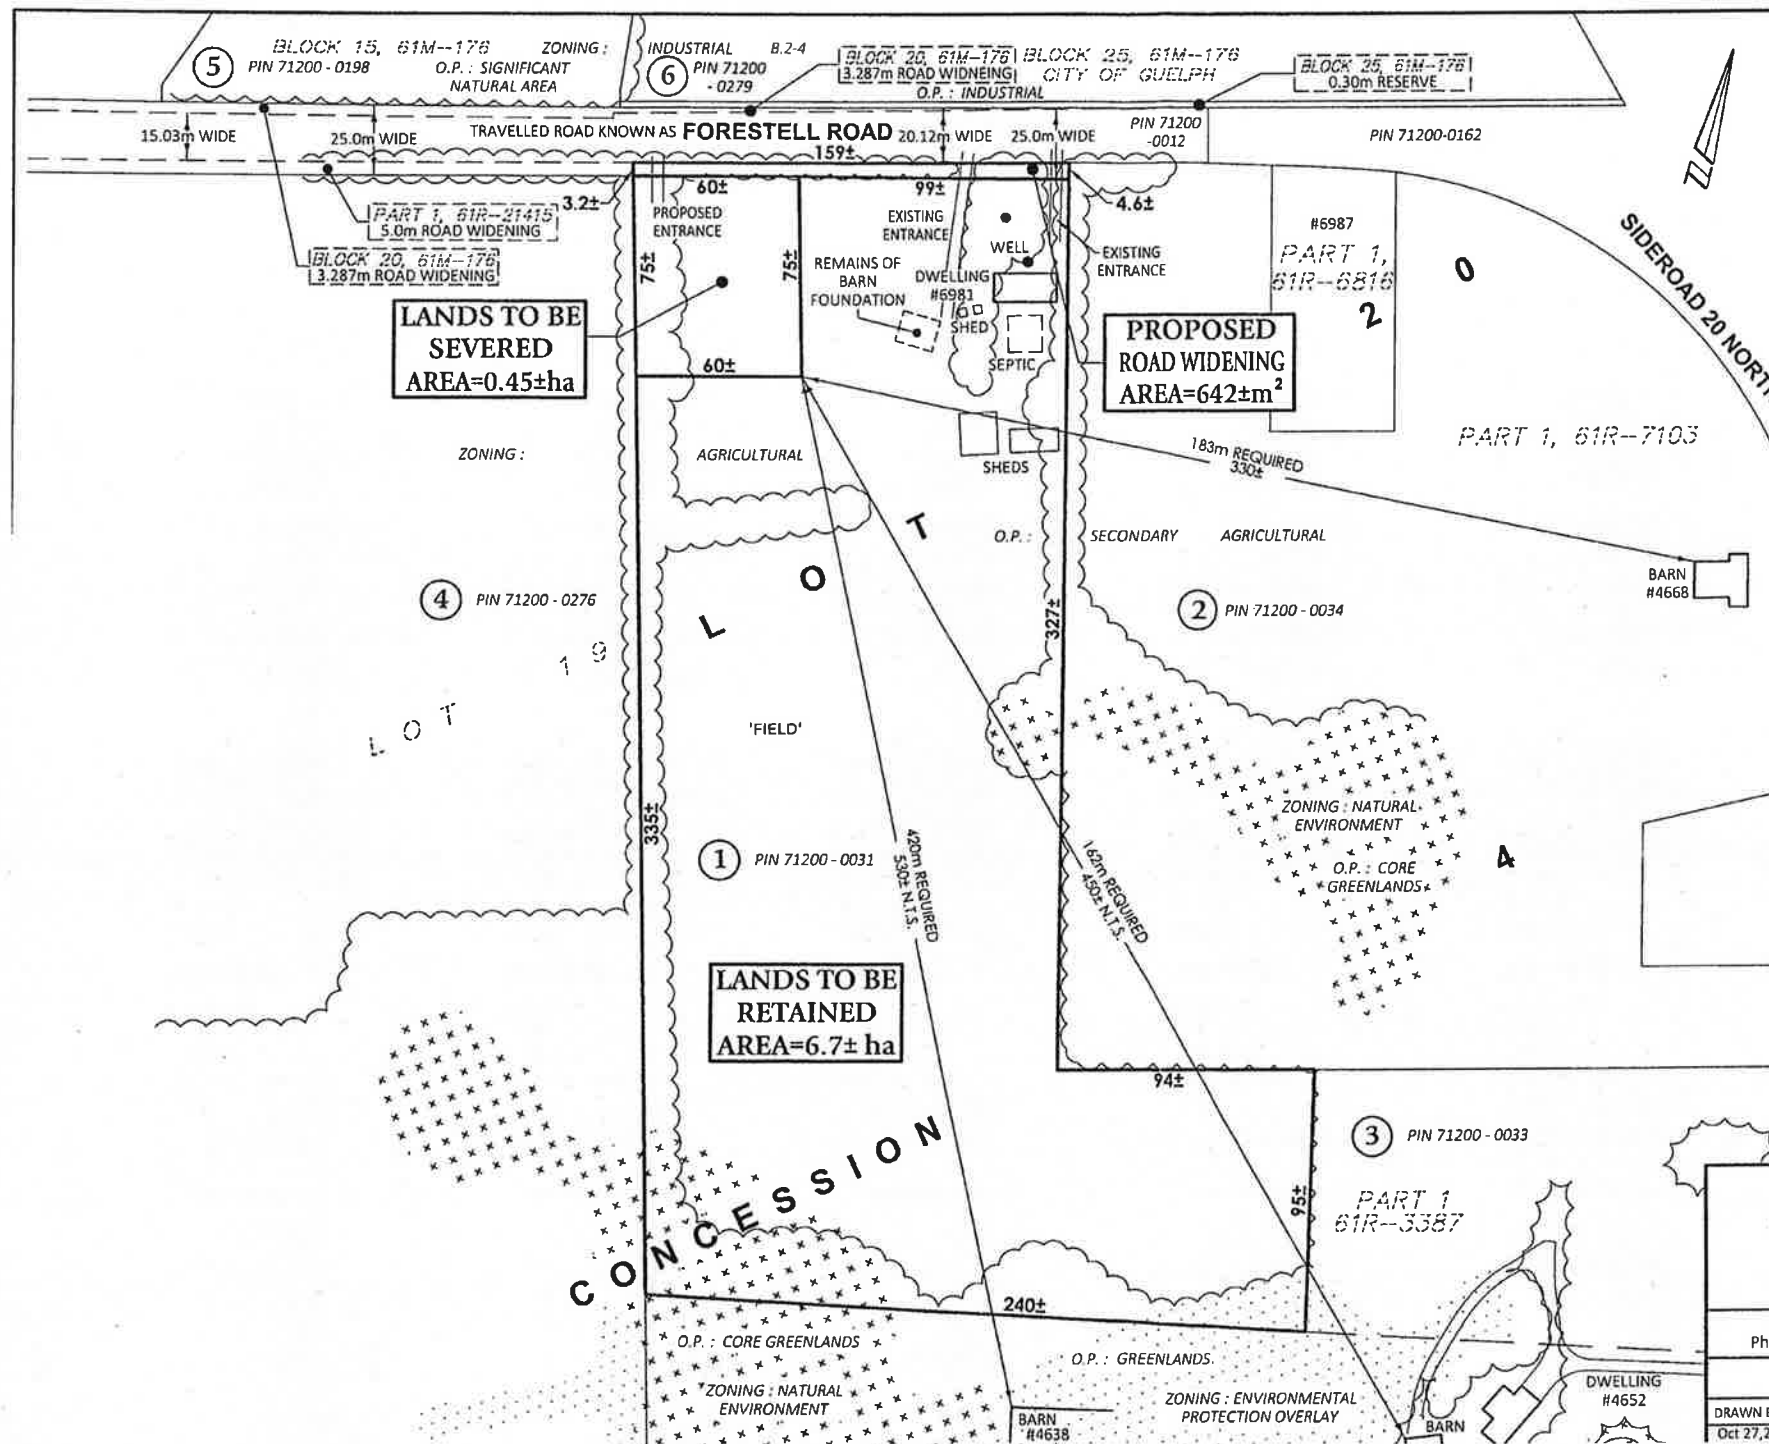 BLOCK 15, 61M--176
ZONING :
INDUSTRIAL
B.2-4
5
PIN 71200 - 0198
O.P. : SIGNIFICANT
NATURAL AREA
6
PIN 71200
- 0279
BLOCK 20, 61M--176
3.287m ROAD WIDNEING
BLOCK 25, 61M--176
CITY OF GUELPH
O.P. : INDUSTRIAL
BLOCK 25, 61M--176
0.30m RESERVE
15.03m WIDE
25.0m WIDE
TRAVELLED ROAD KNOWN AS FORESTELL ROAD
20.12m WIDE
25.0m WIDE
PIN 71200
-0012
PIN 71200-0162
159±
3.2±
60±
99±
4.6±
PART 1, 61R--21415
5.0m ROAD WIDENING
BLOCK 20, 61M--176
3.287m ROAD WIDENING
PROPOSED
ENTRANCE
75±
75±
EXISTING
ENTRANCE
WELL
EXISTING
ENTRANCE
REMAINS OF
BARN
FOUNDATION
DWELLING
#6981
SHED
SEPTIC
#6987
PART 1,
61R--6816
2 0
SIDEROAD 20 NORTH
LANDS TO BE
SEVERED
AREA=0.45±ha
60±
PROPOSED
ROAD WIDENING
AREA=642±m²
ZONING :
AGRICULTURAL
SHEDS
183m REQUIRED
330±
PART 1, 61R--7103
O.P. :
SECONDARY
AGRICULTURAL
BARN
#4668
4
PIN 71200 - 0276
L O T
327±
2
PIN 71200 - 0034
LOT 19
'FIELD'
335±
1
PIN 71200 - 0031
420m REQUIRED
530± N.T.S.
162m REQUIRED
450± N.T.S.
ZONING : NATURAL
ENVIRONMENT
O.P. : CORE
GREENLANDS
4
LANDS TO BE
RETAINED
AREA=6.7± ha
94±
CONCESSION
3
PIN 71200 - 0033
95±
PART 1
61R--3387
240±
O.P. : CORE GREENLANDS
O.P. : GREENLANDS
ZONING : NATURAL
ENVIRONMENT
ZONING : ENVIRONMENTAL
PROTECTION OVERLAY
BARN
#4638
BARN
DWELLING
#4652
Ph
DRAWN
Oct 27,2